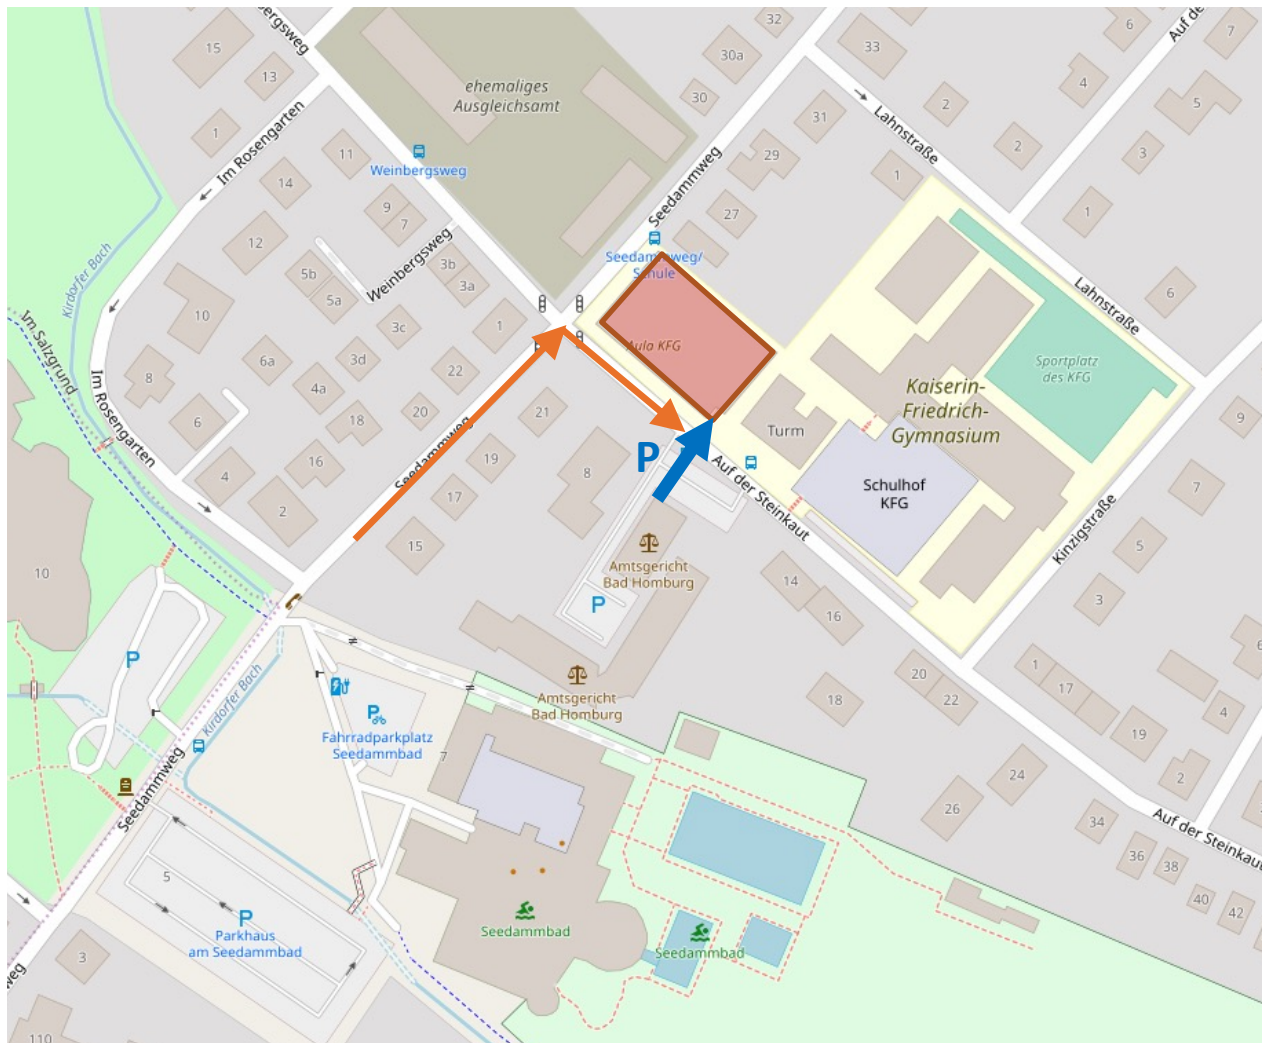 bergsweg
15
13
1
Im Rosengarten
11
14
12
9
7
Weinbergsweg
ehemaliges
Ausgleichsamt
32
30a
30
33
6
Auf de
7
4
5
2
2
3
Lahnstraße
31
29
1
1
27
Seedammweg
Seedammweg/
Schule
Aula KFG
Weinbergsweg
3b
3a
5b
5a
3c
1
3d
22
6a
4a
20
18
16
10
8
6
4
2
Kirdorfer Bach
Im Salzgrund
Im Rosengarten
Seedammweg
21
19
17
15
8
P
Turm
Kaiserin-
Friedrich-
Gymnasium
Sportplatz
des KFG
Lahnstraße
6
9
7
5
3
Kinzigstraße
Schulhof
KFG
Auf der Steinkaut
Amtsgericht
Bad Homburg
P
14
16
18
20
22
1
17
19
2
4
6
24
26
34
36
38
40
42
Auf der Steinkaut
Amtsgericht
Bad Homburg
10
P
Kirdorfer Bach
P
Fahrradparkplatz
Seedammbad
7
Seedammweg
5
P
Parkhaus
am Seedammbad
Seedammbad
Seedammbad
3
weg
110